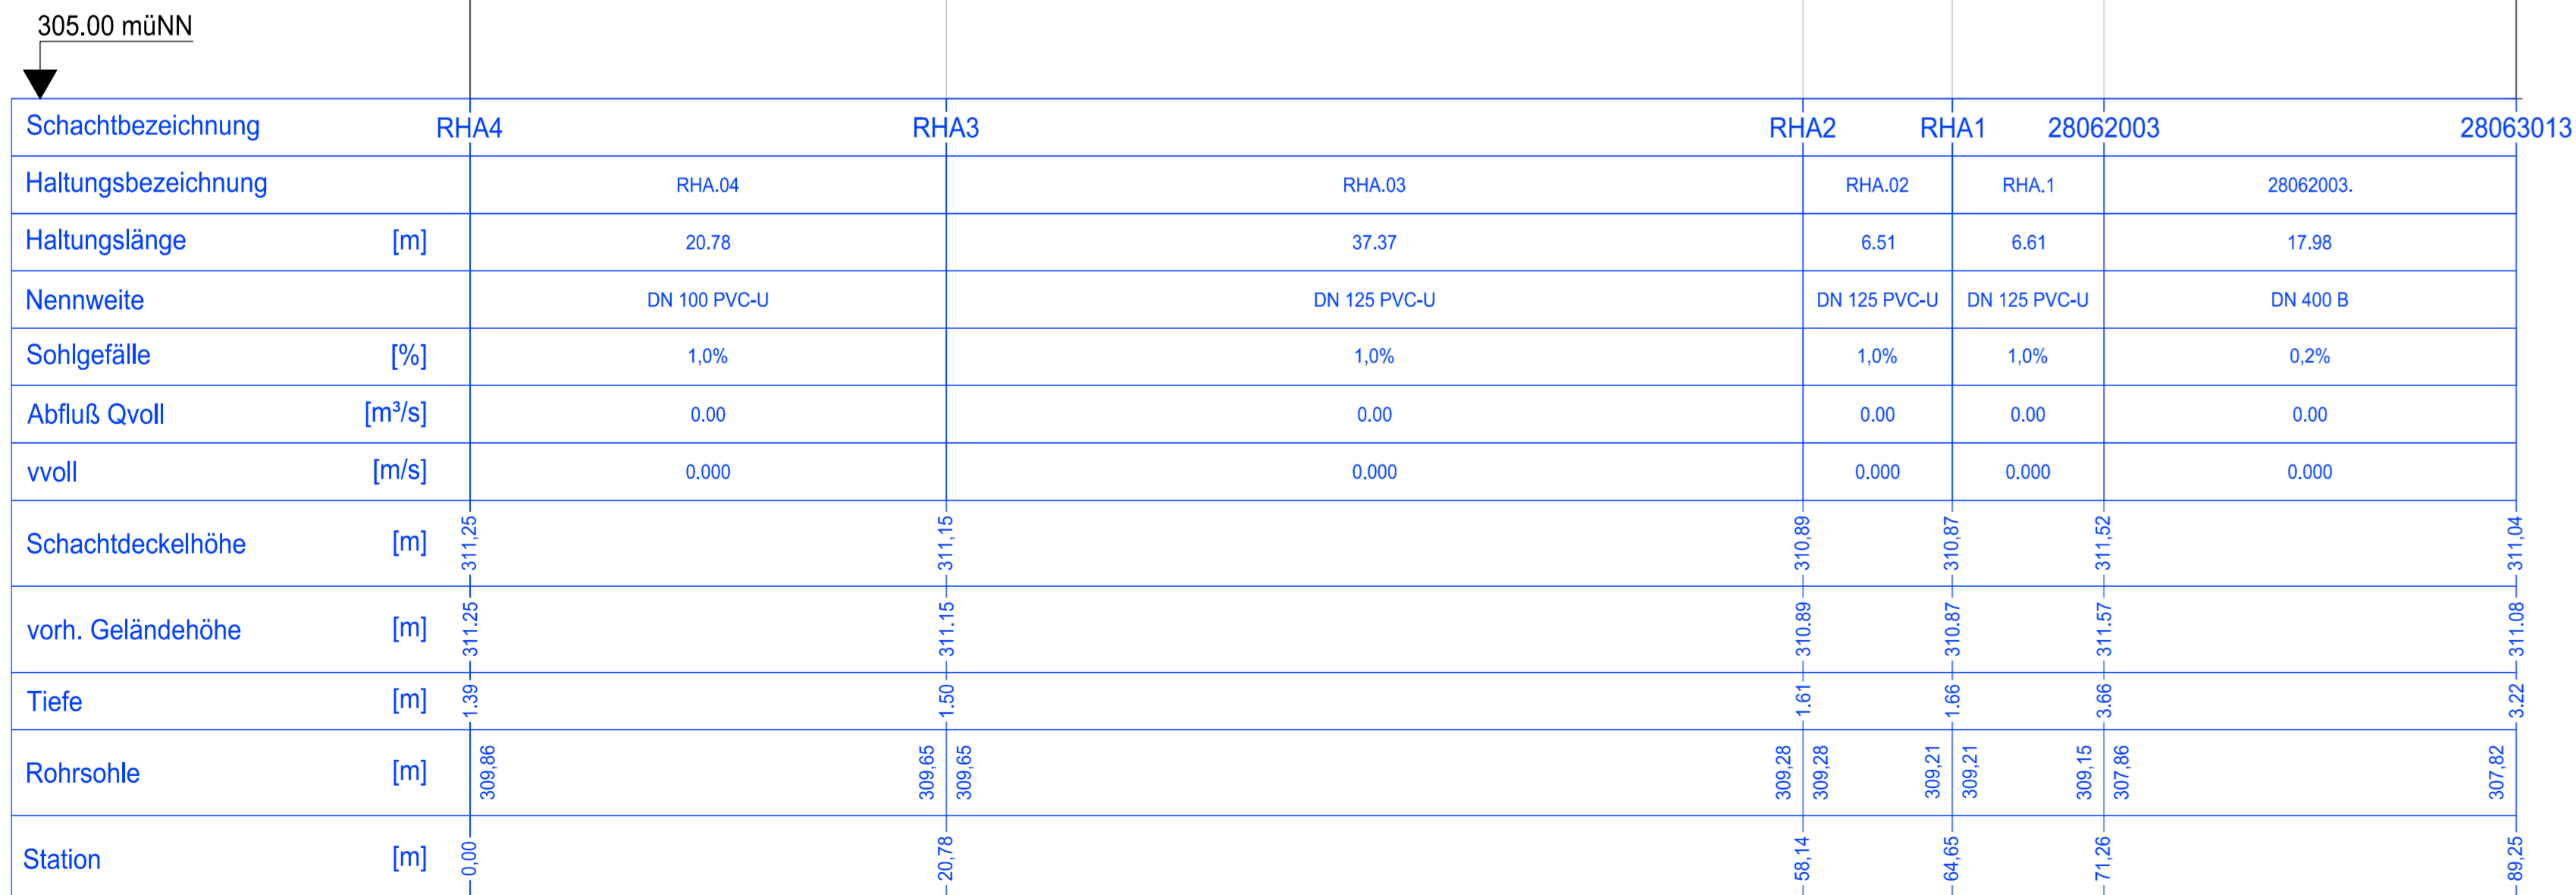 305.00 müNN
Schachtbezeichnung RHA4 RHA3 RHA2 RHA1 28062003 28063013
Haltungsbezeichnung RHA.04 RHA.03 RHA.02 RHA.1 28062003.
Haltungslänge [m] 20.78 37.37 6.51 6.61 17.98
Nennweite DN 100 PVC-U DN 125 PVC-U DN 125 PVC-U DN 125 PVC-U DN 400 B
Sohlgefälle [%] 1,0% 1,0% 1,0% 1,0% 0,2%
Abfluß Qvoll [m³/s] 0.00 0.00 0.00 0.00 0.00
vvoll [m/s] 0.000 0.000 0.000 0.000 0.000
Schachtdeckelhöhe [m] 311,25 311,15 310,89 310,87 311,52 311,04
vorh. Geländehöhe [m] 311.25 311.15 310.89 310.87 311.57 311.08
Tiefe [m] 1.39 1.50 1.61 1.66 3.66 3.22
Rohrsohle [m] 309,86 309,65 309,65 309,28 309,28 309,21 309,21 309,15 307,86 307,82
Station [m] 0,00 20,78 58,14 64,65 71,26 89,25